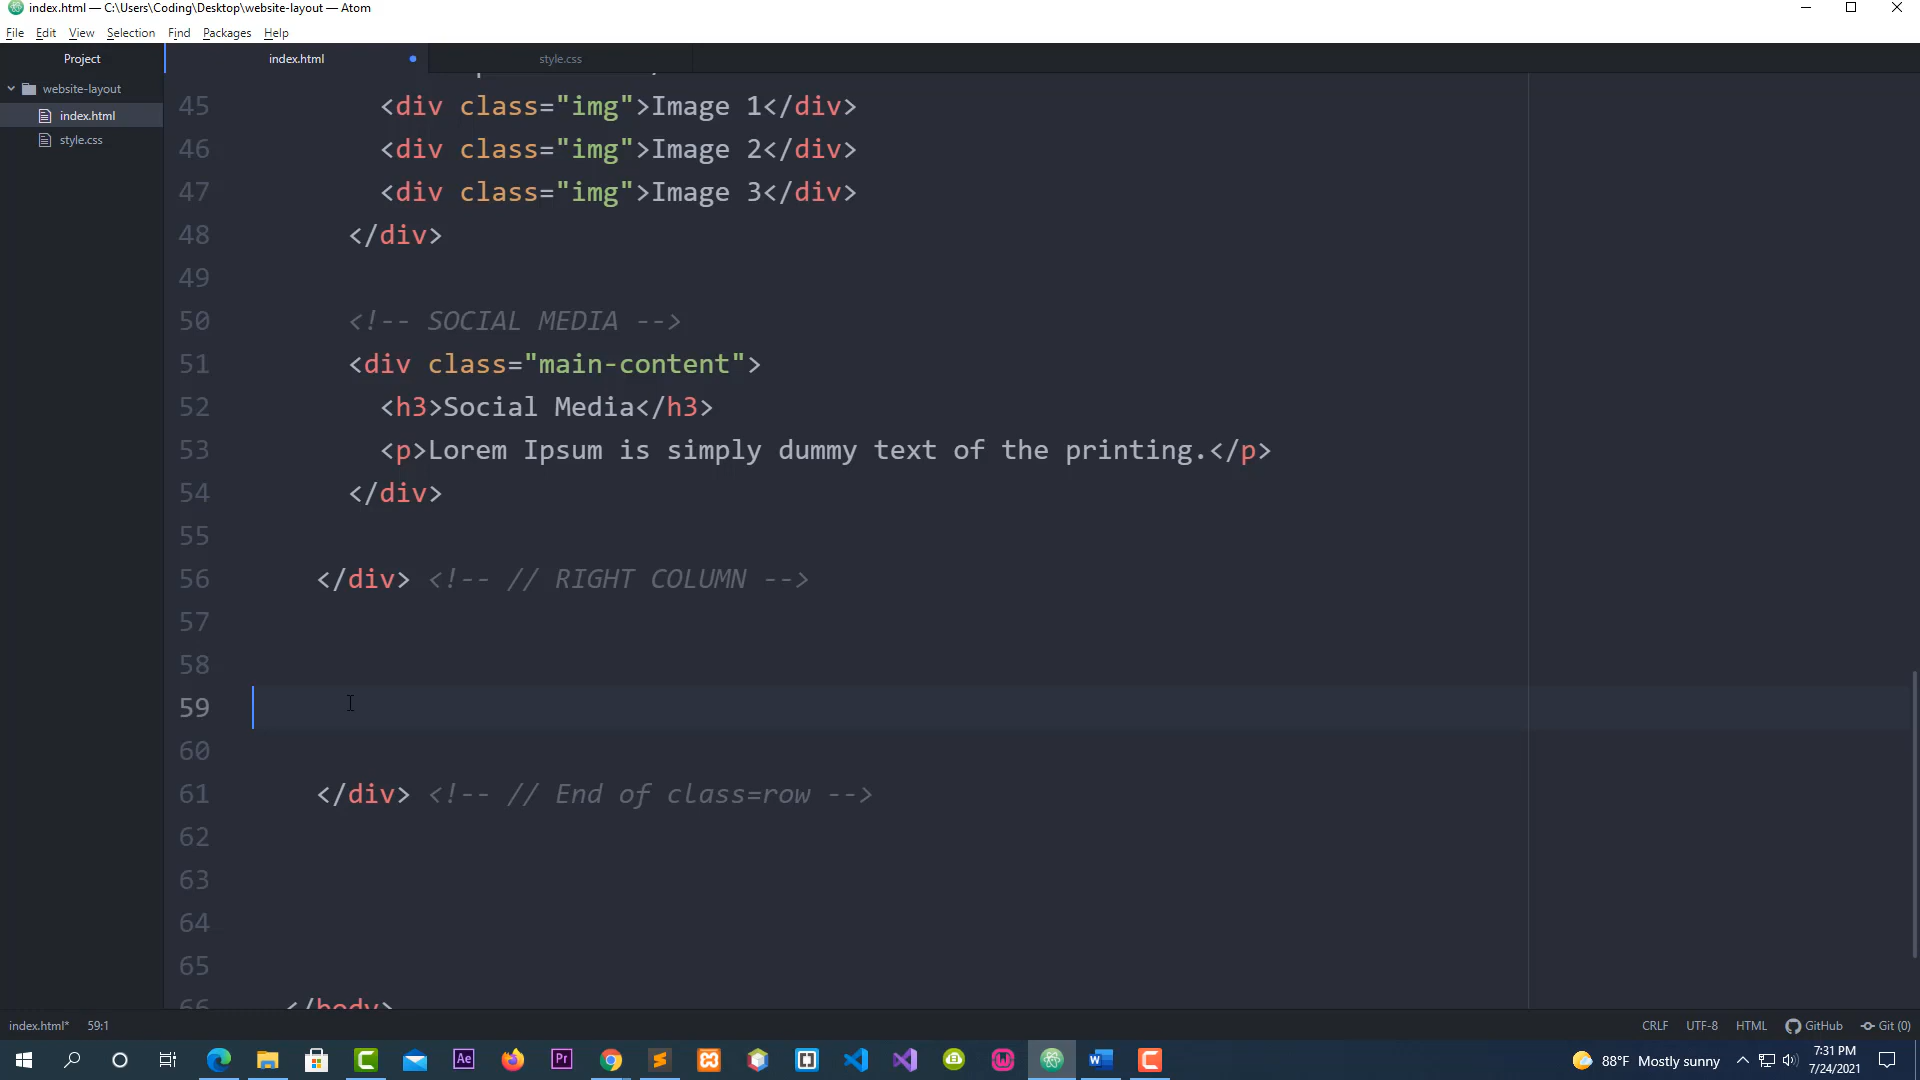 index.html — C:\Users\Coding\Desktop\website-layout — Atom
File Edit View Selection Find Packages Help
Project
index.html
style.css
website-layout
index.html
style.css
45 <div class="img">Image 1</div>
46 <div class="img">Image 2</div>
47 <div class="img">Image 3</div>
48 </div>
49
50 <!-- SOCIAL MEDIA -->
51 <div class="main-content">
52 <h3>Social Media</h3>
53 <p>Lorem Ipsum is simply dummy text of the printing.</p>
54 </div>
55
56 </div> <!-- // RIGHT COLUMN -->
57
58
59
60
61 </div> <!-- // End of class=row -->
62
63
64
65
66 </body>
index.html* 59:1 CRLF UTF-8 HTML GitHub Git (0)
Ae Pr
88°F Mostly sunny
7:31 PM
7/24/2021